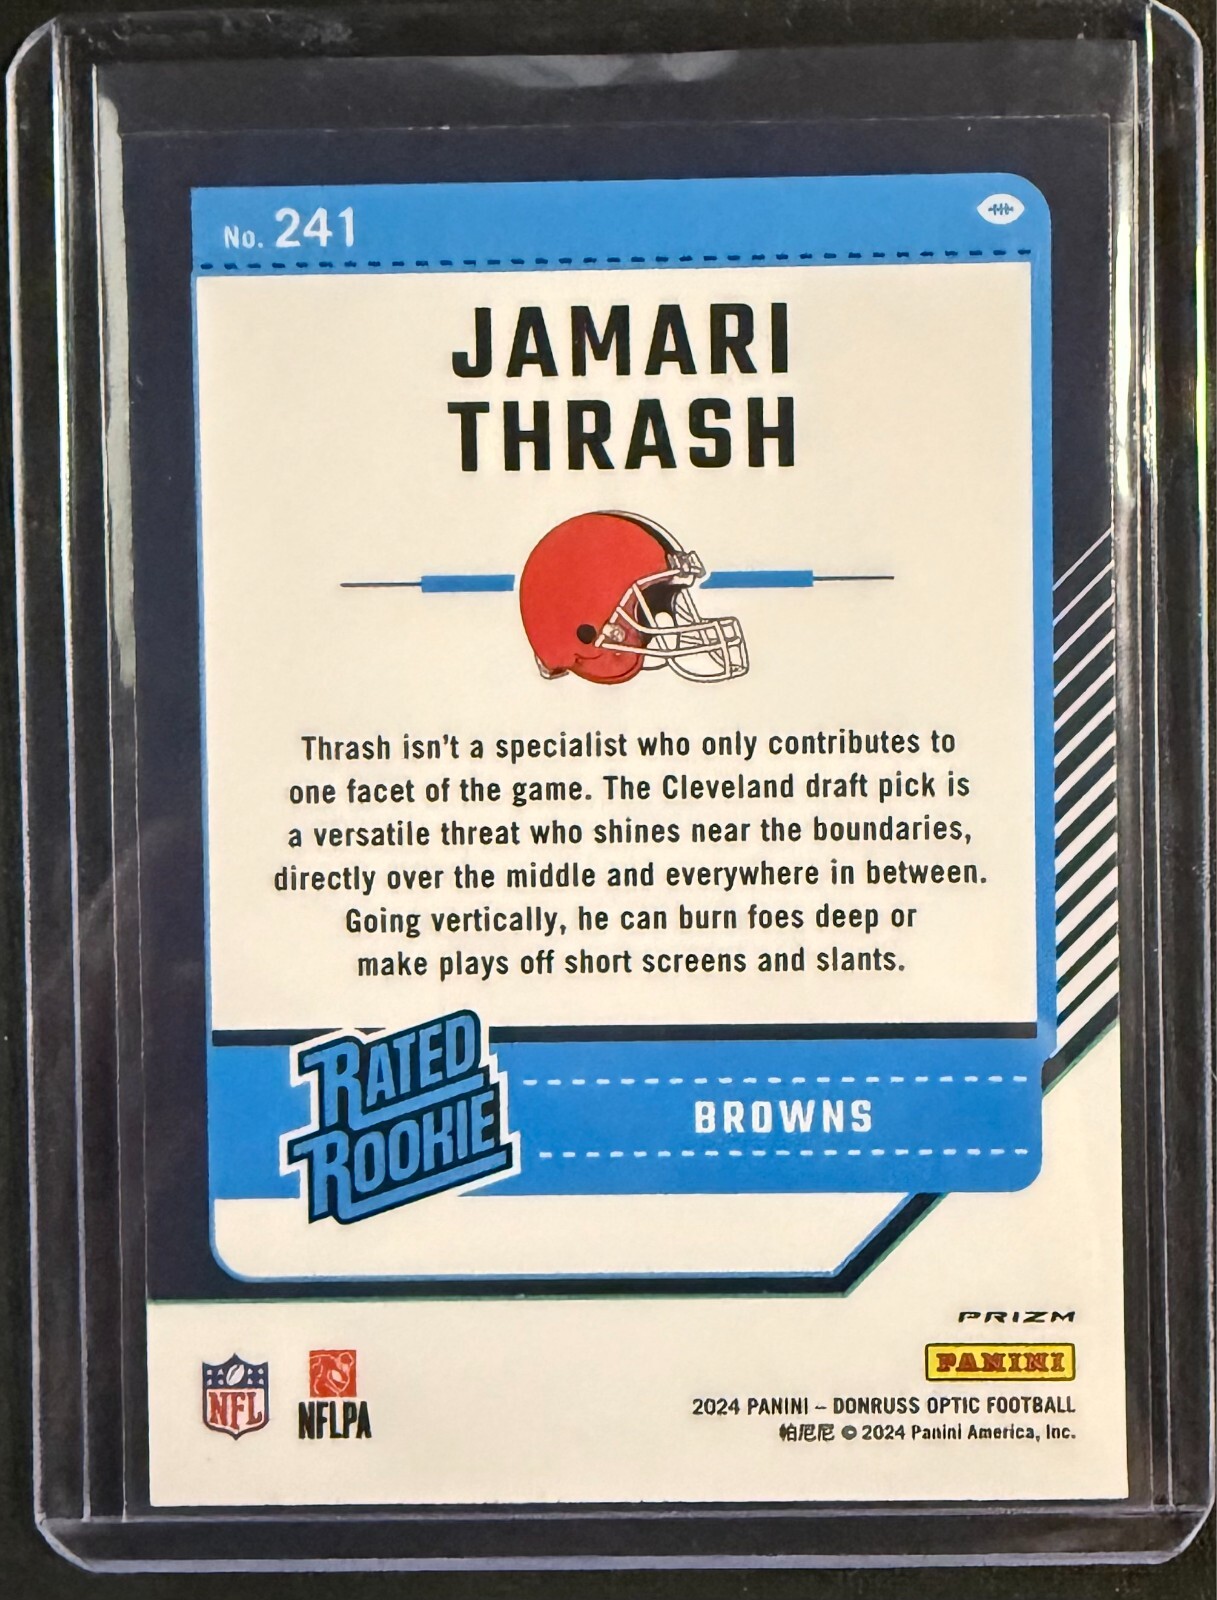 No. 241
JAMARI
THRASH
Thrash isn't a specialist who only contributes to
one facet of the game. The Cleveland draft pick is
a versatile threat who shines near the boundaries,
directly over the middle and everywhere in between.
Going vertically, he can burn foes deep or
make plays off short screens and slants.
RATED
ROOKIE
BROWNS
PRIZM
PANINI
NFL
NFLPA
2024 PANINI – DONRUSS OPTIC FOOTBALL
帕尼尼 © 2024 Panini America, Inc.